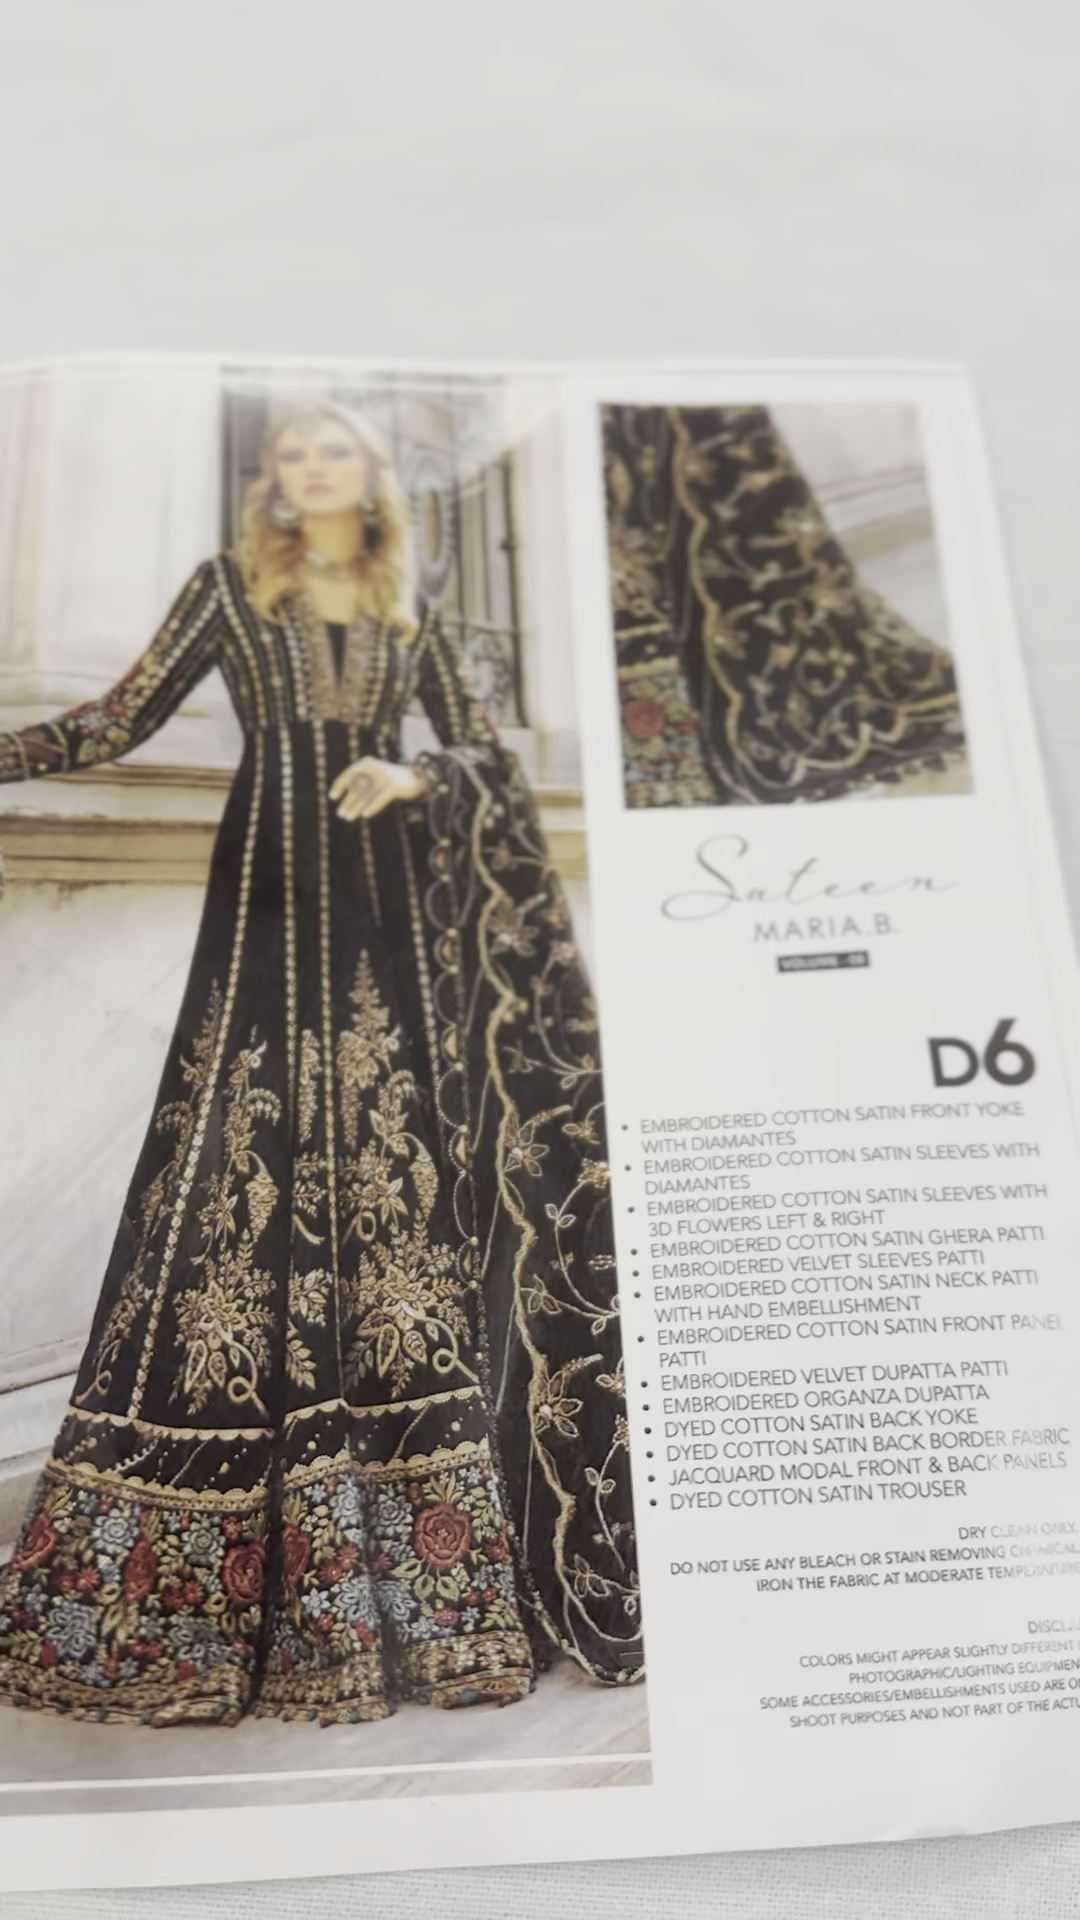 Sateen
MARIA.B.
D6
• EMBROIDERED COTTON SATIN FRONT YOKE
WITH DIAMANTES
• EMBROIDERED COTTON SATIN SLEEVES WITH
DIAMANTES
• EMBROIDERED COTTON SATIN SLEEVES WITH
3D FLOWERS LEFT & RIGHT
• EMBROIDERED COTTON SATIN GHERA PATTI
• EMBROIDERED VELVET SLEEVES PATTI
• EMBROIDERED COTTON SATIN NECK PATTI
WITH HAND EMBELLISHMENT
• EMBROIDERED COTTON SATIN FRONT PANEL
PATTI
• EMBROIDERED VELVET DUPATTA PATTI
• EMBROIDERED ORGANZA DUPATTA
• DYED COTTON SATIN BACK YOKE
• DYED COTTON SATIN BACK BORDER FABRIC
• JACQUARD MODAL FRONT & BACK PANELS
• DYED COTTON SATIN TROUSER
DRY CLEAN ONLY.
DO NOT USE ANY BLEACH OR STAIN REMOVING
IRON THE FABRIC AT MODERATE TEMPERATURE
COLORS MIGHT APPEAR SLIGHTLY DIFFERENT
PHOTOGRAPHIC/LIGHTING
SOME ACCESSORIES/EMBELLISHMENTS USED ARE
SHOOT PURPOSES AND NOT PART OF THE